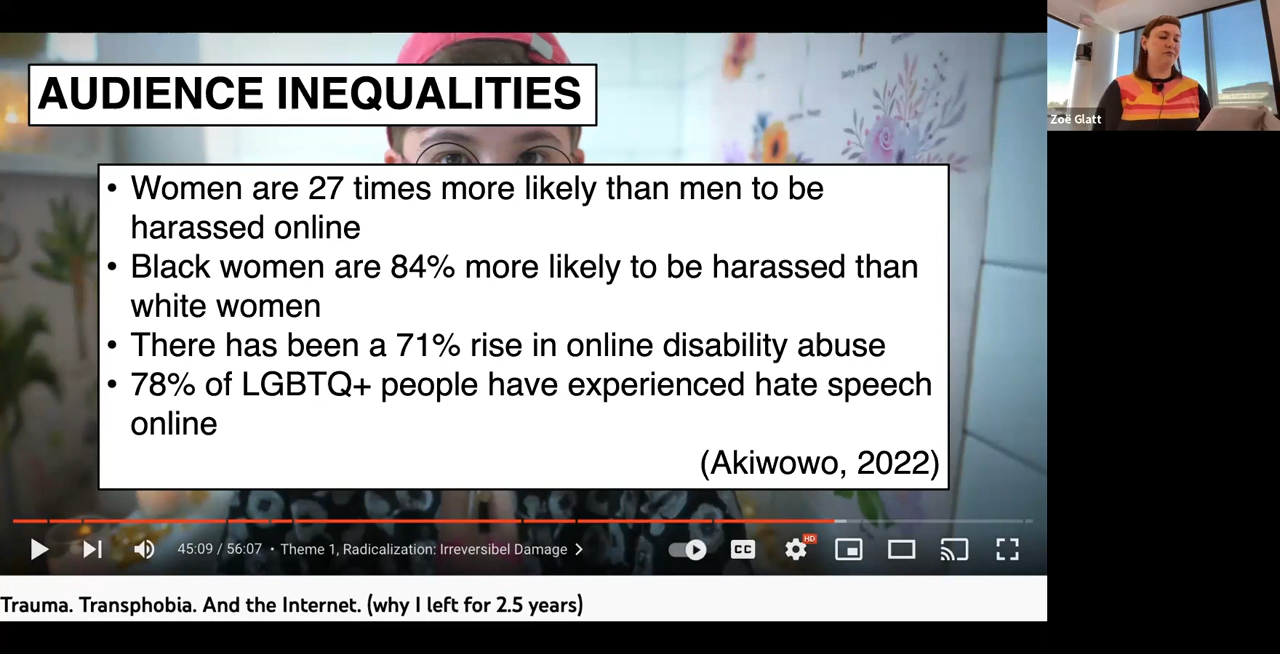 AUDIENCE INEQUALITIES
• Women are 27 times more likely than men to be
harassed online
• Black women are 84% more likely to be harassed than
white women
• There has been a 71% rise in online disability abuse
• 78% of LGBTQ+ people have experienced hate speech
online
(Akiwowo, 2022)
45:09 / 56:07 • Theme 1, Radicalization: Irreversibel Damage >
CC
HD
Trauma. Transphobia. And the Internet. (why I left for 2.5 years)
Zoë Glatt